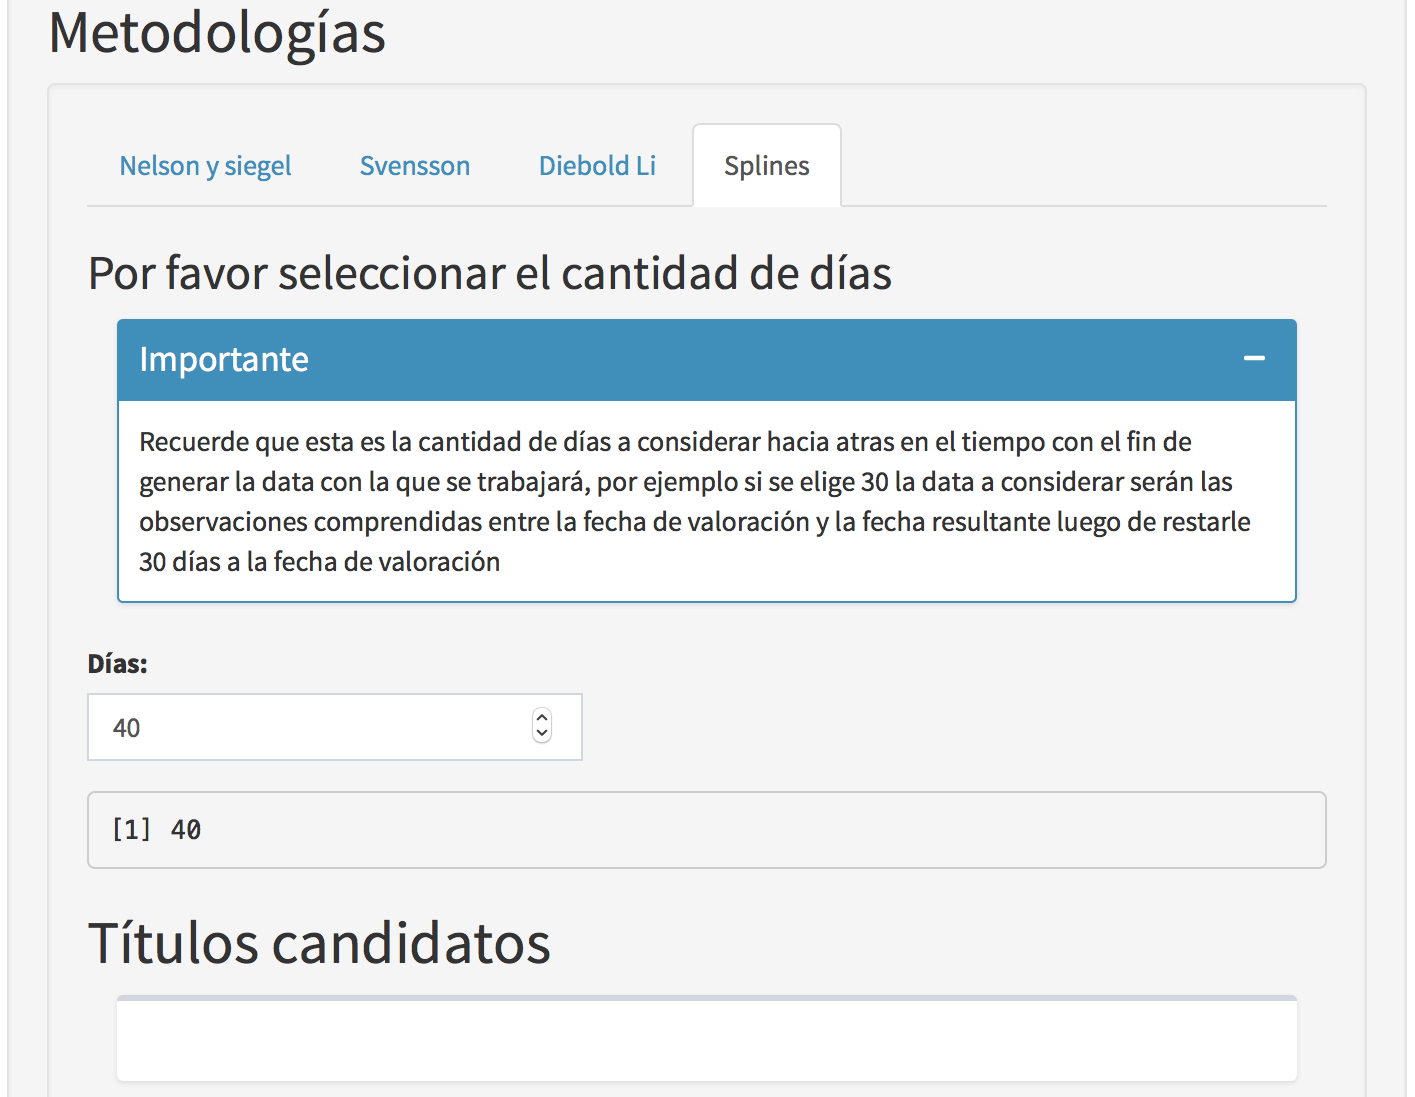 Metodologías
Nelson y siegel Svensson Diebold Li Splines
Por favor seleccionar el cantidad de días
Importante
Recuerde que esta es la cantidad de días a considerar hacia atras en el tiempo con el fin de
generar la data con la que se trabajará, por ejemplo si se elige 30 la data a considerar serán las
observaciones comprendidas entre la fecha de valoración y la fecha resultante luego de restarle
30 días a la fecha de valoración
Días:
40
[1] 40
Títulos candidatos